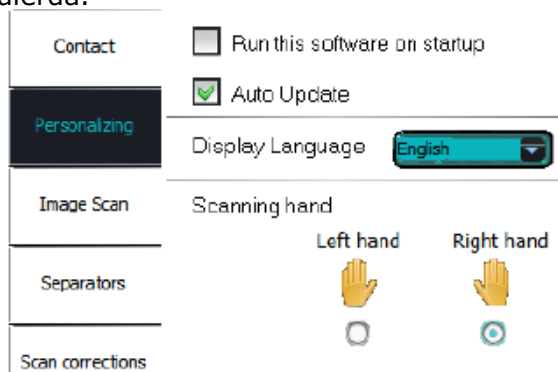 Contact
Run this software on startup
Auto Update
Personalizing
Display Language English
Image Scan
Scanning hand
Left hand Right hand
Separators
Scan corrections